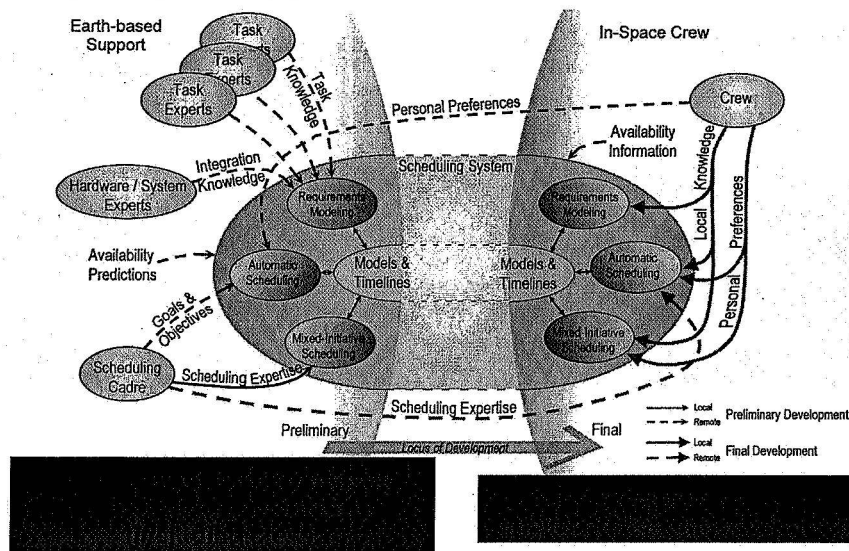 Earth-based
Support
In-Space Crew
Task
Experts
Task
Experts
Task
Experts
Task
Knowledge
Personal Preferences
Crew
Availability
Information
Integration
Knowledge
Hardware / System
Experts
Scheduling System
Requirements
Modeling
Requirements
Modeling
Local
Knowledge
Personal
Preferences
Availability
Predictions
Automatic
Scheduling
Models &
Timelines
Models &
Timelines
Automatic
Scheduling
Goals &
Objectives
Mixed-Initiative
Scheduling
Mixed-Initiative
Scheduling
Scheduling
Cadre
Scheduling Expertise
Scheduling Expertise
Preliminary
Final
Locus of Development
Local
Remote
Preliminary Development
Local
Remote
Final Development